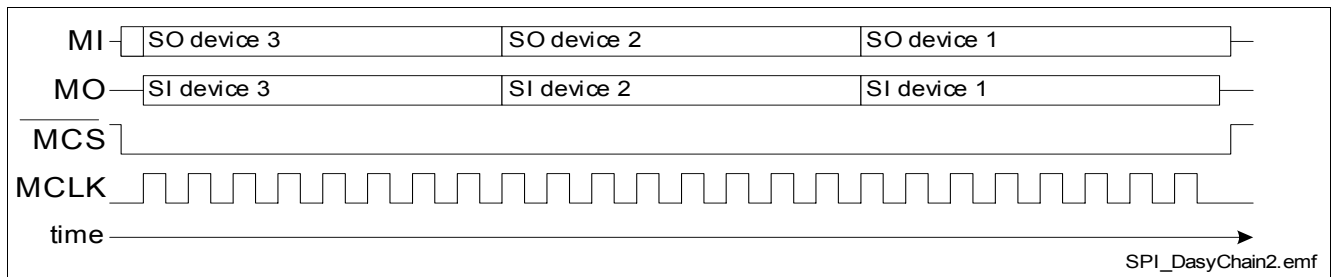 MI SO device 3 SO device 2 SO device 1
MO SI device 3 SI device 2 SI device 1
MCS
MCLK
time
SPI_DasyChain2.emf